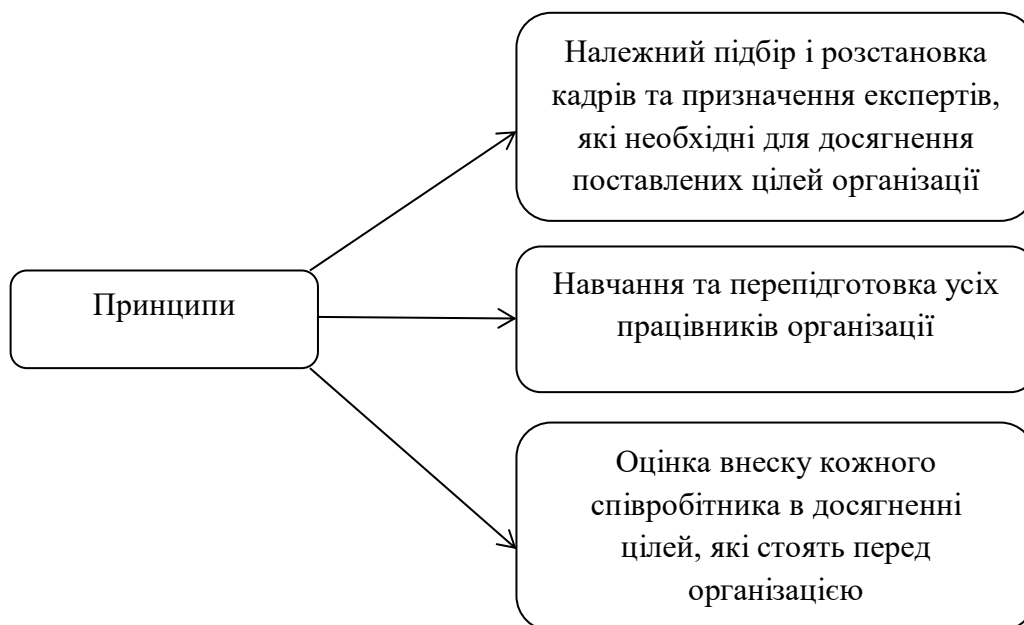 Належний підбір і розстановка
кадрів та призначення експертів,
які необхідні для досягнення
поставлених цілей організації
Принципи
Навчання та перепідготовка усіх
працівників організації
Оцінка внеску кожного
співробітника в досягненні
цілей, які стоять перед
організацією